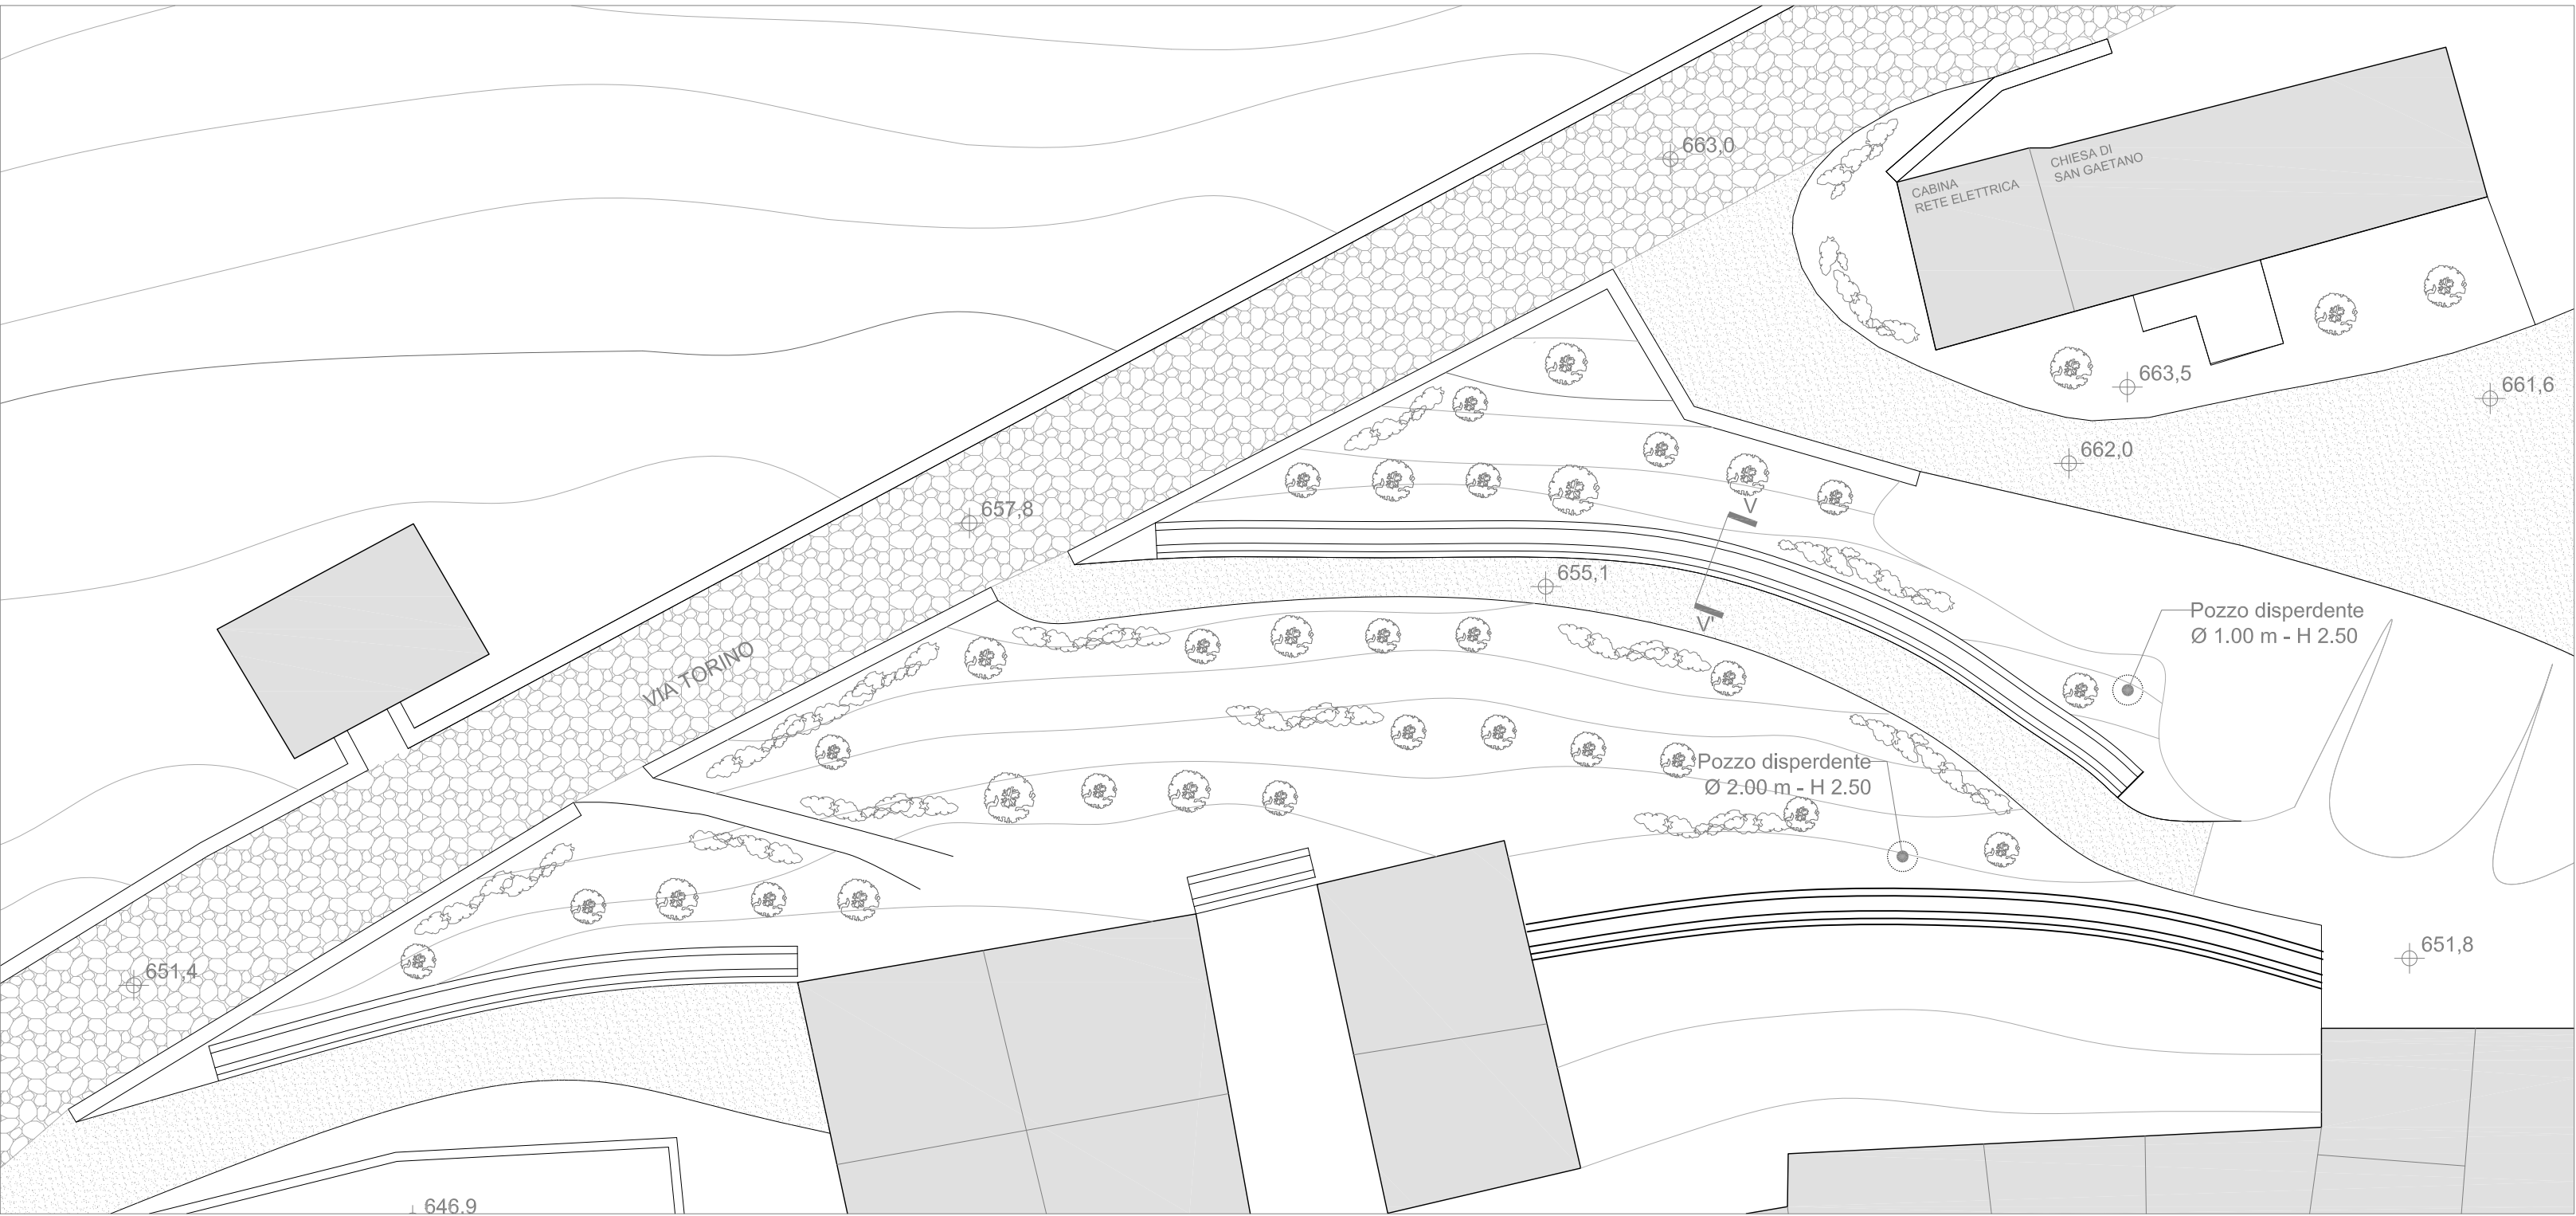 663,0
CHIESA DI
SAN GAETANO
CABINA
RETE ELETTRICA
663,5
661,6
662,0
V
657,8
655,1
V'
Pozzo disperdente
Ø 1.00 m - H 2.50
VIA TORINO
Pozzo disperdente
Ø 2.00 m - H 2.50
651,8
651,4
646,9